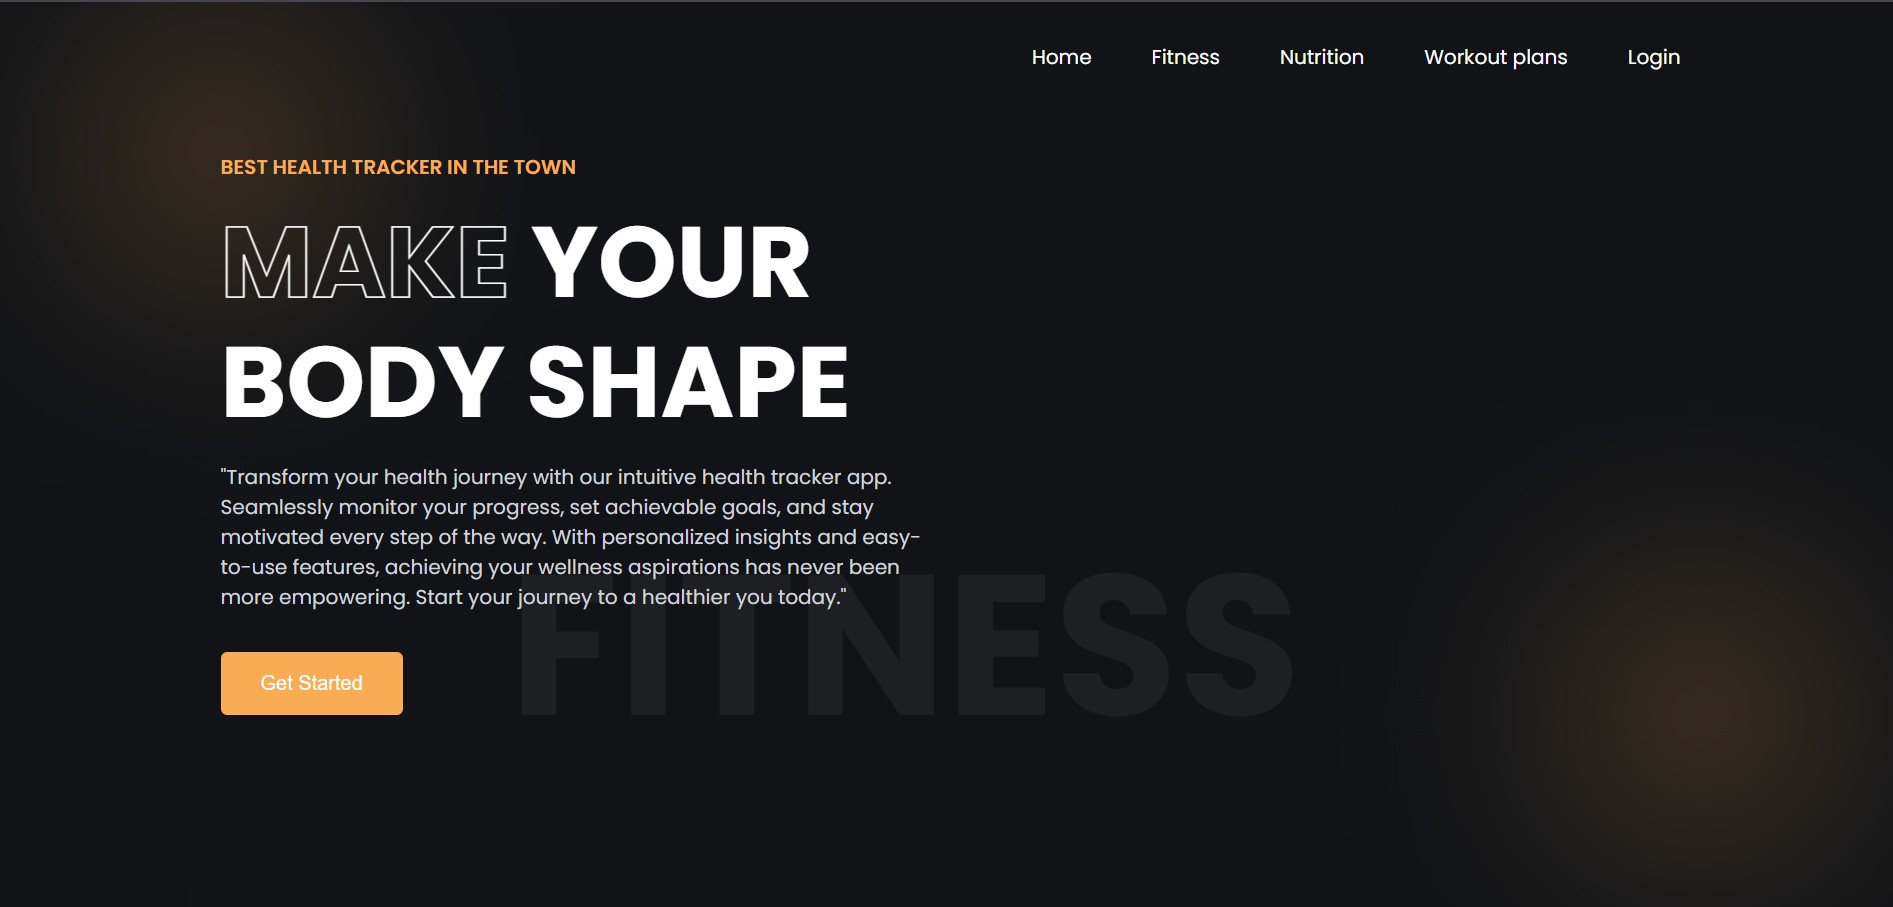 Home Fitness Nutrition Workout plans Login
BEST HEALTH TRACKER IN THE TOWN
MAKE YOUR
BODY SHAPE
"Transform your health journey with our intuitive health tracker app.
Seamlessly monitor your progress, set achievable goals, and stay
motivated every step of the way. With personalized insights and easy-
to-use features, achieving your wellness aspirations has never been
more empowering. Start your journey to a healthier you today."
FITNESS
Get Started